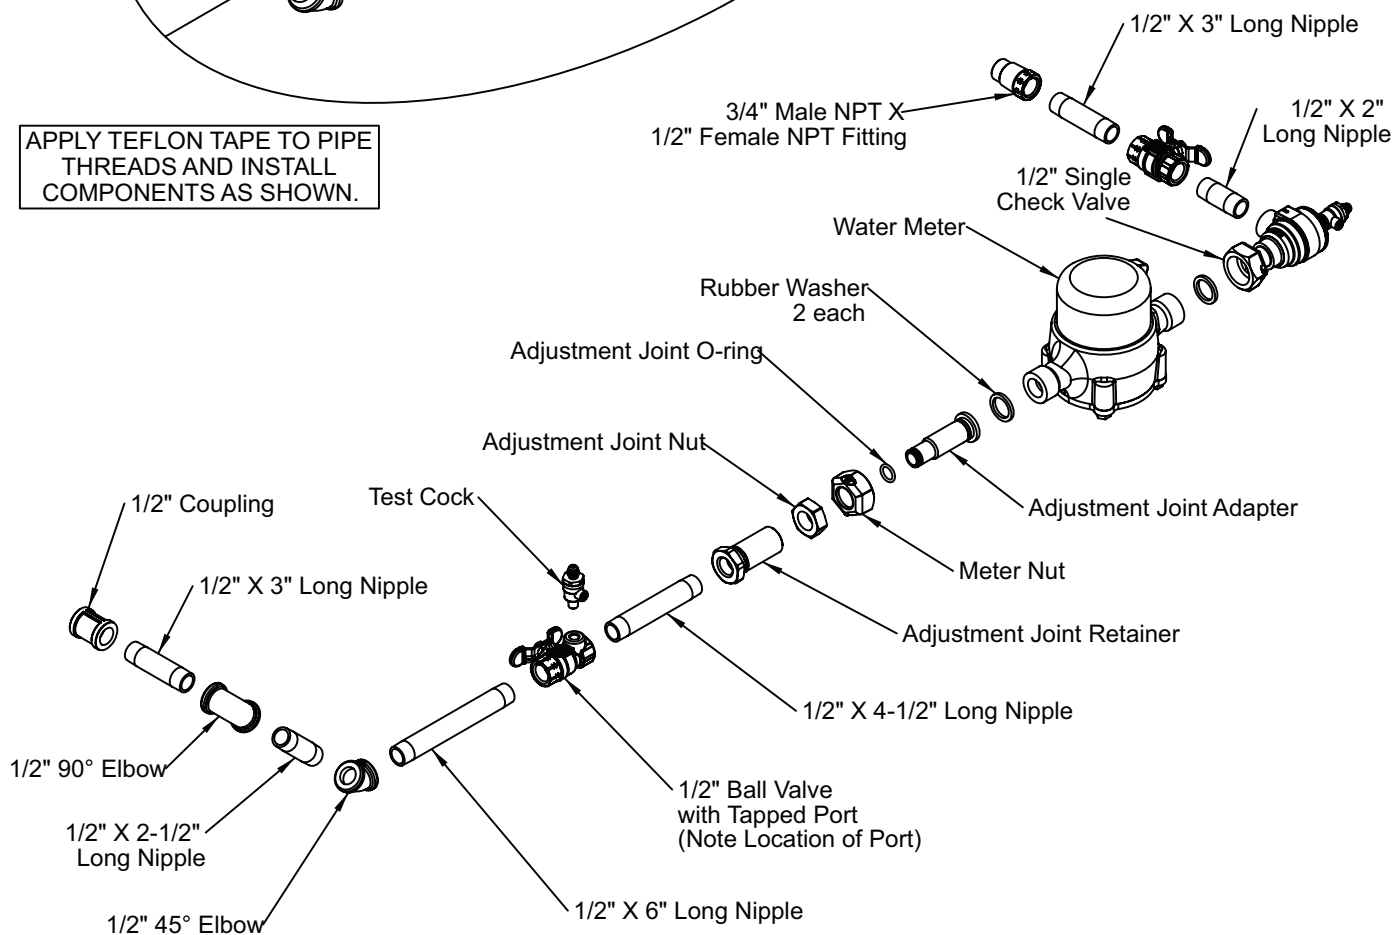 1/2" X 3" Long Nipple
3/4" Male NPT X
1/2" Female NPT Fitting
1/2" X 2"
Long Nipple
APPLY TEFLON TAPE TO PIPE
THREADS AND INSTALL
COMPONENTS AS SHOWN.
1/2" Single
Check Valve
Water Meter
Rubber Washer
2 each
Adjustment Joint O-ring
Adjustment Joint Nut
Test Cock
1/2" Coupling
Adjustment Joint Adapter
Meter Nut
1/2" X 3" Long Nipple
Adjustment Joint Retainer
1/2" X 4-1/2" Long Nipple
1/2" 90° Elbow
1/2" Ball Valve
with Tapped Port
(Note Location of Port)
1/2" X 2-1/2"
Long Nipple
1/2" X 6" Long Nipple
1/2" 45° Elbow